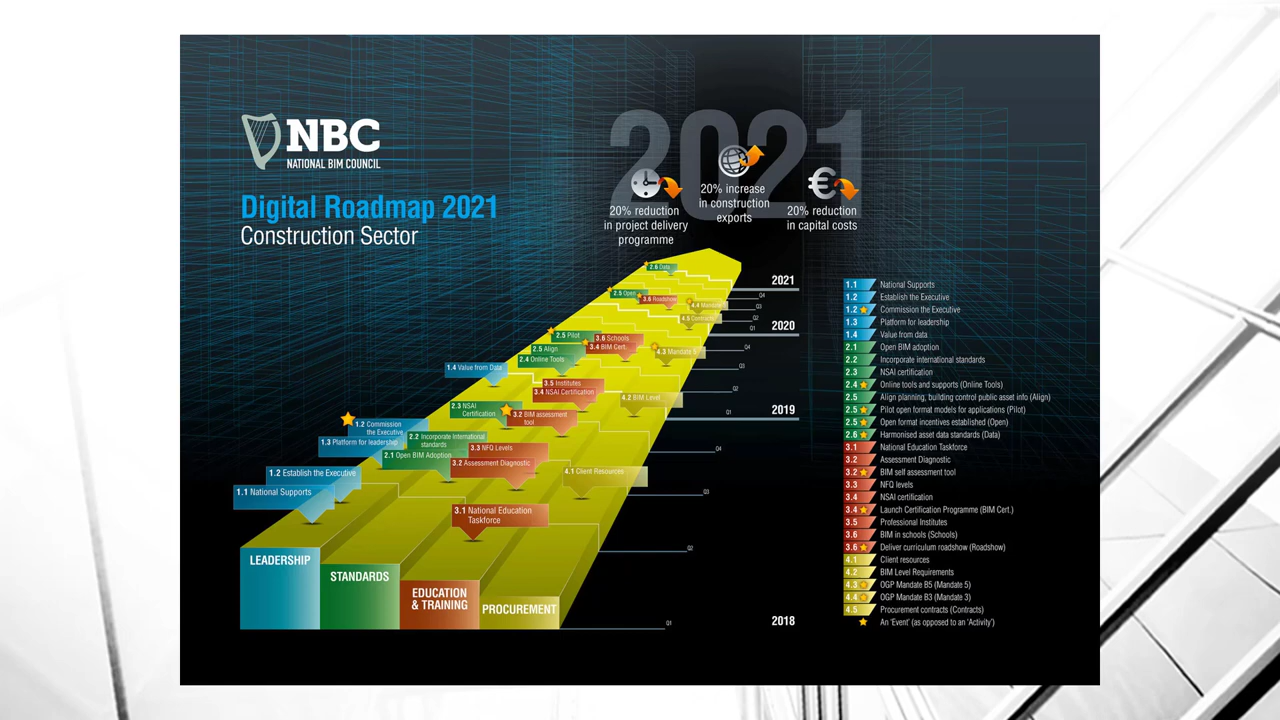 NBC
NATIONAL BIM COUNCIL
Digital Roadmap 2021
Construction Sector
2021
20% reduction
in project delivery
programme
20% increase
in construction
exports
20% reduction
in capital costs
2.6 Data
2.5 Open
3.6 Roadshow
4.4 Mandate
4.5 Contracts
2.5 Pilot
3.6 Schools
2.5 Align
3.4 BIM Cert.
4.3 Mandate 5
2.4 Online Tools
1.4 Value from Data
3.5 Institutes
3.4 NSAI Certification
4.2 BIM Level
2.3 NSAI
Certification
3.2 BIM assessment
tool
1.2 Commission
the Executive
1.3 Platform for leadership
2.2 Incorporate International
standards
2.1 Open BIM Adoption
3.3 NFQ Levels
3.2 Assessment Diagnostic
4.1 Client Resources
1.2 Establish the Executive
1.1 National Supports
3.1 National Education
Taskforce
LEADERSHIP
STANDARDS
EDUCATION
& TRAINING
PROCUREMENT
2021
Q4
Q3
Q2
Q1
2020
Q4
Q3
Q2
Q1
2019
Q4
Q3
Q2
Q1
2018
1.1 National Supports
1.2 Establish the Executive
1.2 Commission the Executive
1.3 Platform for leadership
1.4 Value from data
2.1 Open BIM adoption
2.2 Incorporate international standards
2.3 NSAI certification
2.4 Online tools and supports (Online Tools)
2.5 Align planning, building control public asset info (Align)
2.5 Pilot open format models for applications (Pilot)
2.5 Open format incentives established (Open)
2.6 Harmonised asset data standards (Data)
3.1 National Education Taskforce
3.2 Assessment Diagnostic
3.2 BIM self assessment tool
3.3 NFQ levels
3.4 NSAI certification
3.4 Launch Certification Programme (BIM Cert.)
3.5 Professional Institutes
3.6 BIM in schools (Schools)
3.6 Deliver curriculum roadshow (Roadshow)
4.1 Client resources
4.2 BIM Level Requirements
4.3 OGP Mandate B5 (Mandate 5)
4.4 OGP Mandate B3 (Mandate 3)
4.5 Procurement contracts (Contracts)
An 'Event' (as opposed to an 'Activity')